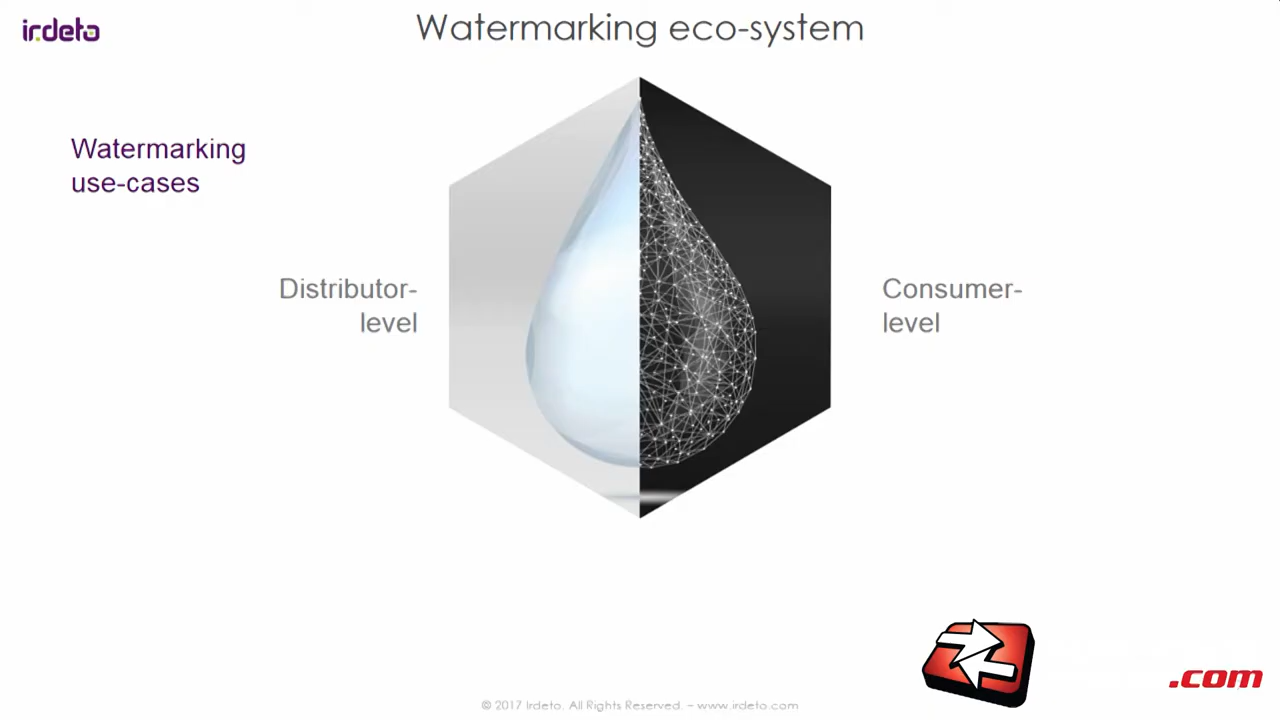 irdeto
Watermarking eco-system
Watermarking
use-cases
Distributor-
level
Consumer-
level
.com
© 2017 Irdeto. All Rights Reserved. – www.irdeto.com